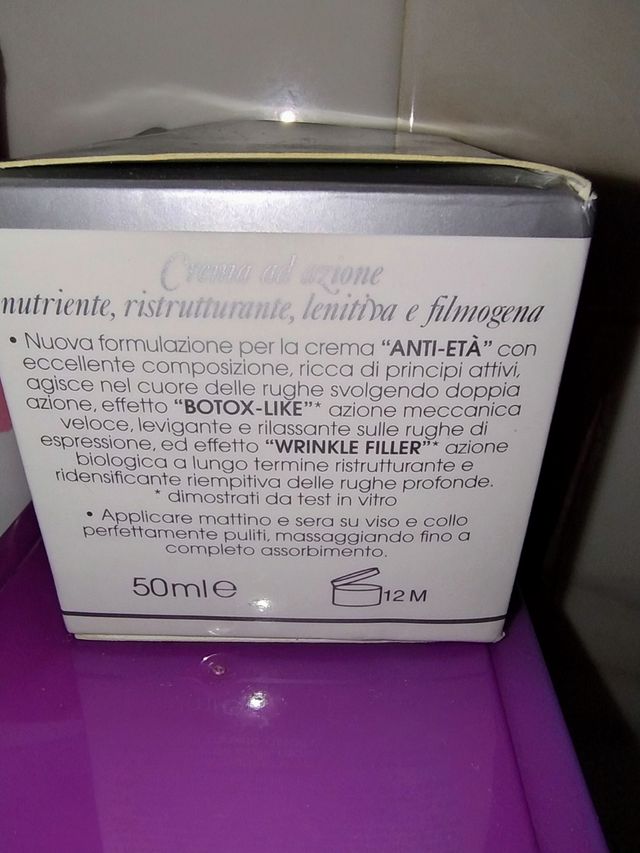 Crema ad azione
nutriente, ristrutturante, lenitiva e filmogena
• Nuova formulazione per la crema “ANTI-ETÀ” con
eccellente composizione, ricca di principi attivi,
agisce nel cuore delle rughe svolgendo doppia
azione, effetto “BOTOX-LIKE”* azione meccanica
veloce, levigante e rilassante sulle rughe di
espressione, ed effetto “WRINKLE FILLER”* azione
biologica a lungo termine ristrutturante e
ridensificante riempitiva delle rughe profonde.
* dimostrati da test in vitro
• Applicare mattino e sera su viso e collo
perfettamente puliti, massaggiando fino a
completo assorbimento.
50ml℮ 12 M